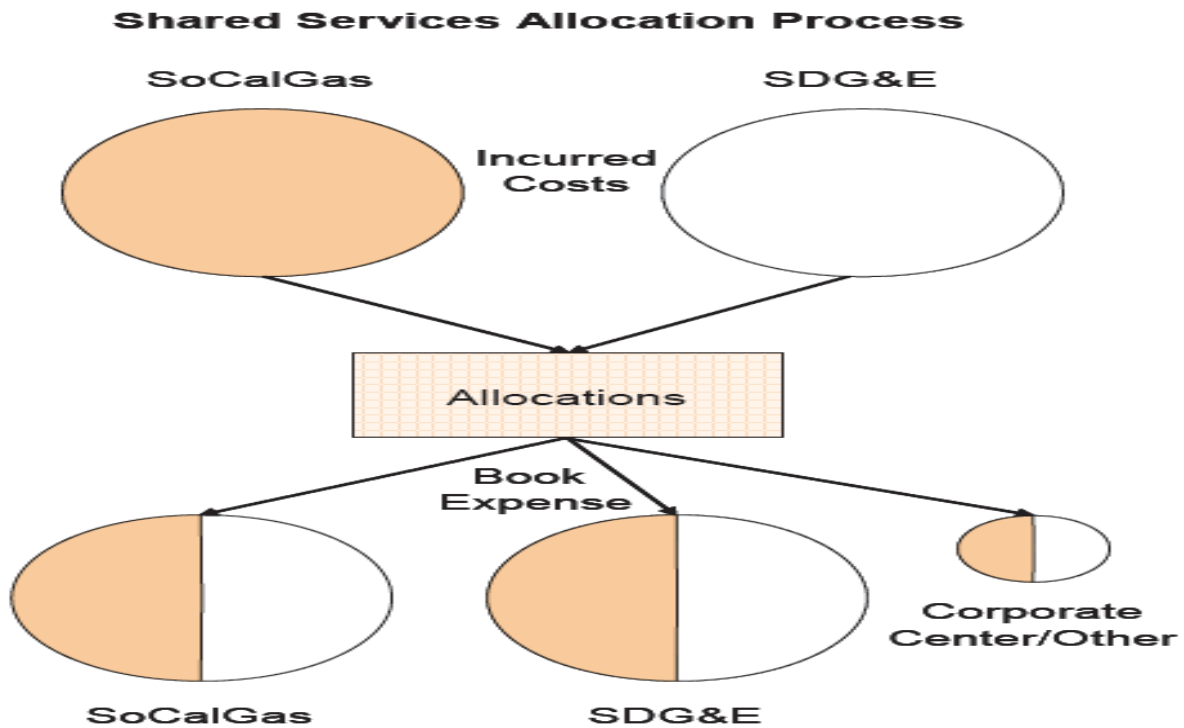 Shared Services Allocation Process
SoCalGas
SDG&E
Incurred
Costs
Allocations
Book
Expense
Corporate
Center/Other
SoCalGas
SDG&E